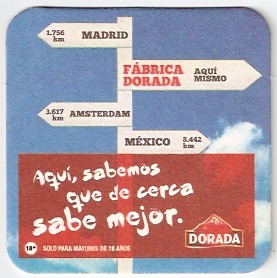 1.756 km MADRID
FÁBRICA DORADA AQUÍ MISMO
3.617 km AMSTERDAM
MÉXICO 8.442 km
Aquí, sabemos
que de cerca
sabe mejor.
18+ SOLO PARA MAYORES DE 18 AÑOS
DORADA